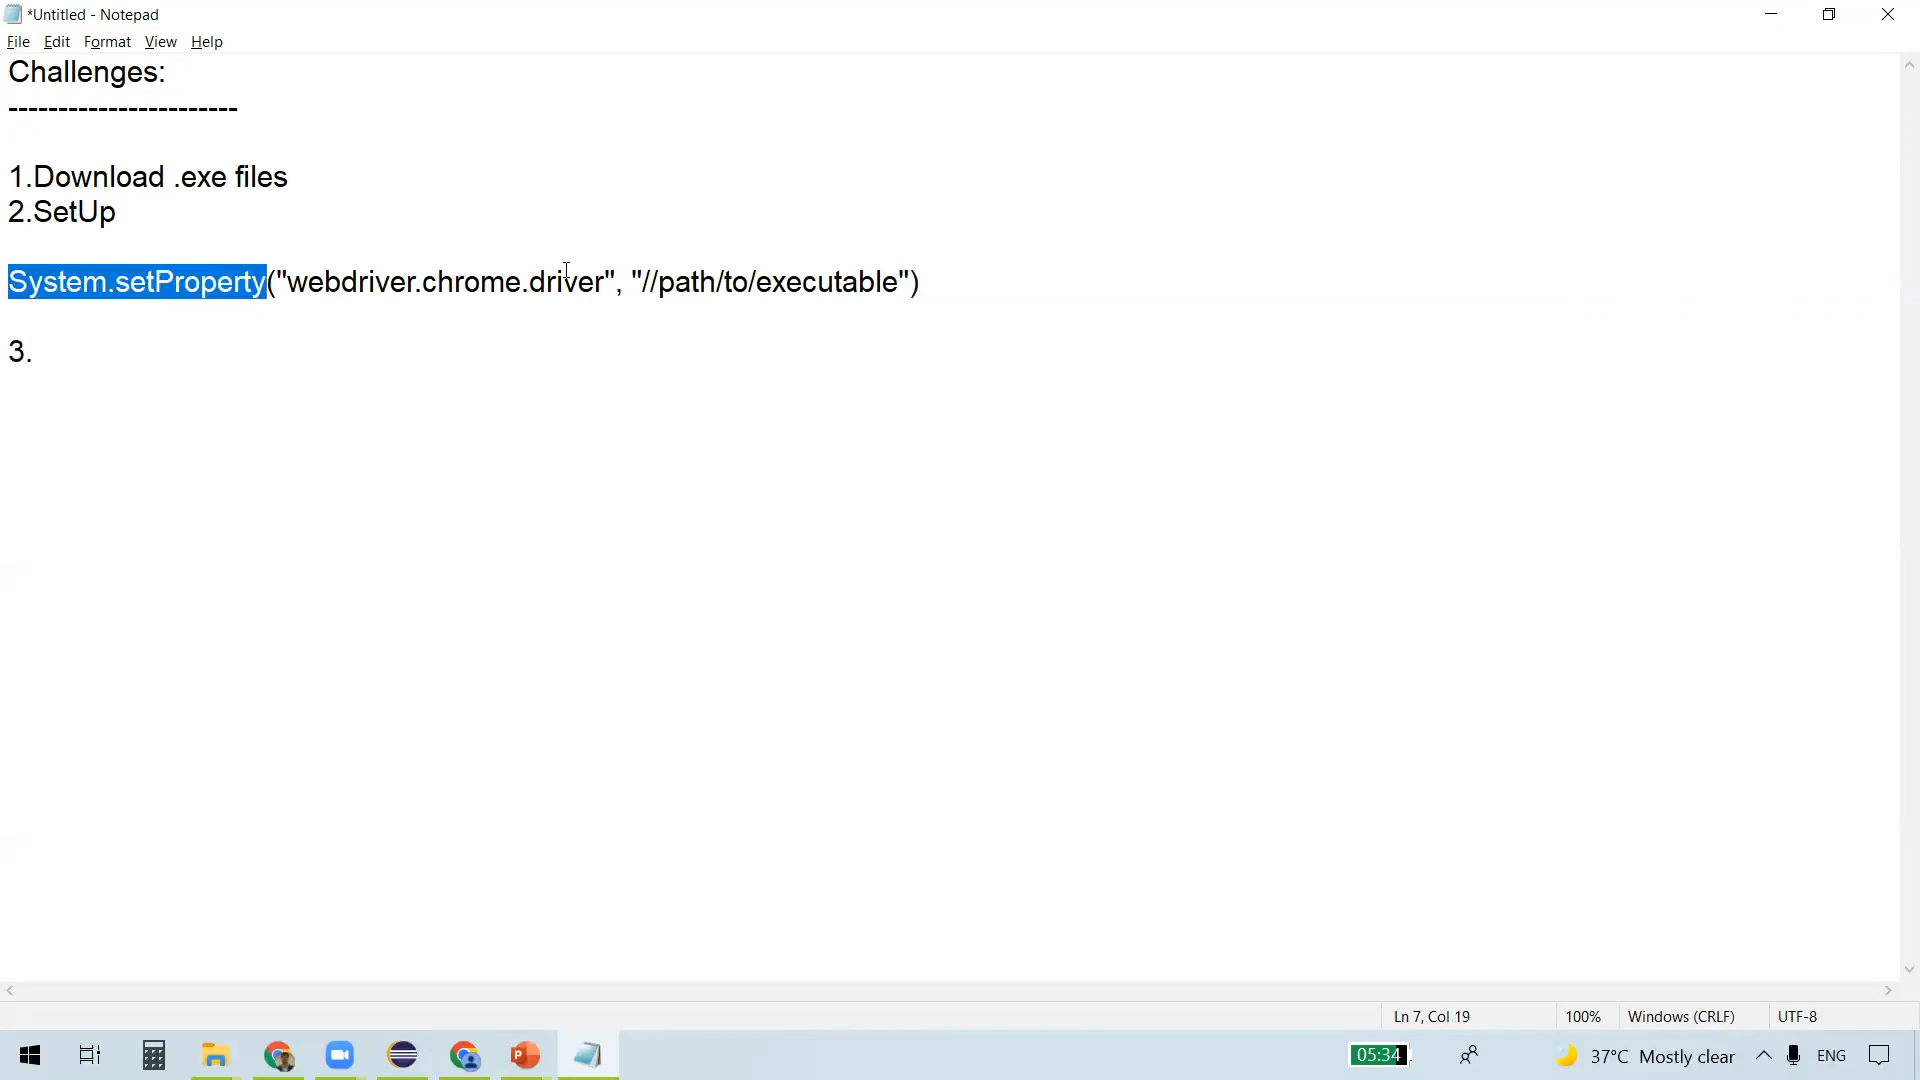 *Untitled - Notepad
File Edit Format View Help
Challenges:
-----------------------
1.Download .exe files
2.SetUp
System.setProperty("webdriver.chrome.driver", "//path/to/executable")
3.
Ln 7, Col 19 100% Windows (CRLF) UTF-8
05:34 37°C Mostly clear ENG